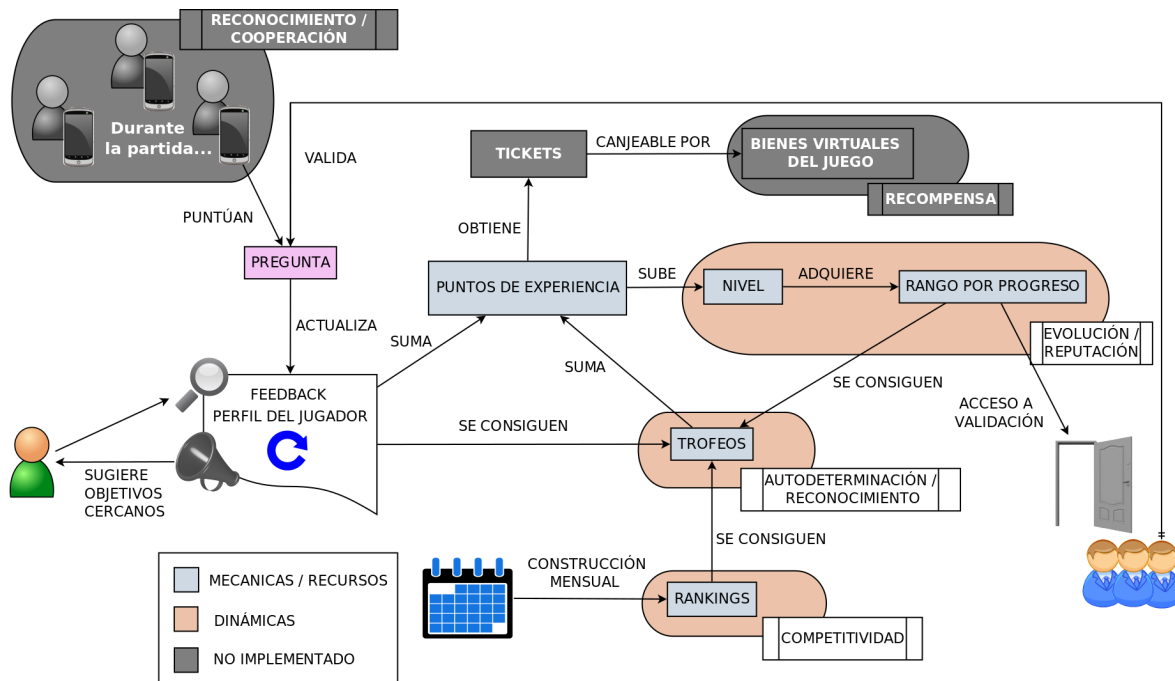 RECONOCIMIENTO /
COOPERACIÓN
Durante
la partida...
VALIDA
PUNTÚAN
TICKETS
CANJEABLE POR
BIENES VIRTUALES
DEL JUEGO
RECOMPENSA
OBTIENE
PREGUNTA
PUNTOS DE EXPERIENCIA
SUBE
NIVEL
ADQUIERE
RANGO POR PROGRESO
EVOLUCIÓN /
REPUTACIÓN
ACTUALIZA
SUMA
SUMA
SE CONSIGUEN
ACCESO A
VALIDACIÓN
FEEDBACK
PERFIL DEL JUGADOR
SE CONSIGUEN
TROFEOS
AUTODETERMINACIÓN /
RECONOCIMIENTO
SUGIERE
OBJETIVOS
CERCANOS
SE CONSIGUEN
CONSTRUCCIÓN
MENSUAL
RANKINGS
COMPETITIVIDAD
MECANICAS / RECURSOS
DINÁMICAS
NO IMPLEMENTADO